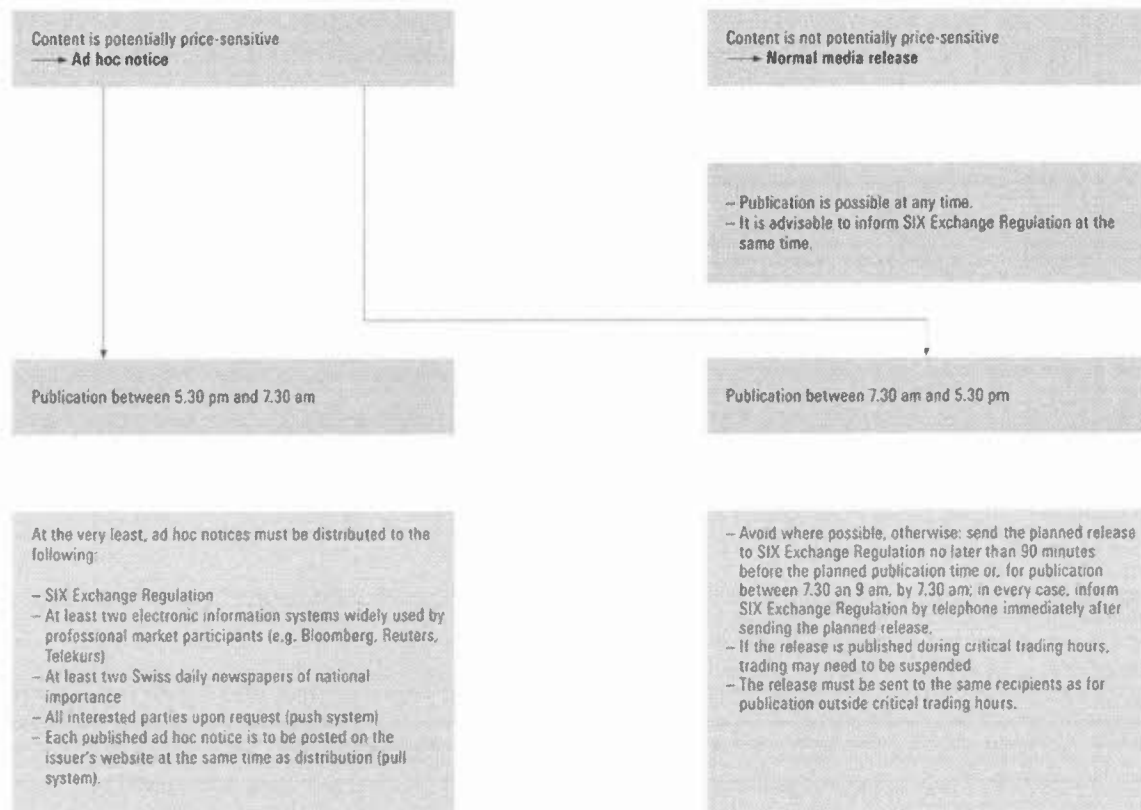 Content is potentially price-sensitive
→ Ad hoc notice
Content is not potentially price-sensitive
→ Normal media release
– Publication is possible at any time.
– It is advisable to inform SIX Exchange Regulation at the
same time.
Publication between 5.30 pm and 7.30 am
Publication between 7.30 am and 5.30 pm
At the very least, ad hoc notices must be distributed to the
following:
– SIX Exchange Regulation
– At least two electronic information systems widely used by
professional market participants (e.g. Bloomberg, Reuters,
Telekurs)
– At least two Swiss daily newspapers of national
importance
– All interested parties upon request (push system)
– Each published ad hoc notice is to be posted on the
issuer's website at the same time as distribution (pull
system).
– Avoid where possible, otherwise: send the planned release
to SIX Exchange Regulation no later than 90 minutes
before the planned publication time or, for publication
between 7.30 an 9 am, by 7.30 am; in every case, inform
SIX Exchange Regulation by telephone immediately after
sending the planned release.
– If the release is published during critical trading hours,
trading may need to be suspended
– The release must be sent to the same recipients as for
publication outside critical trading hours.